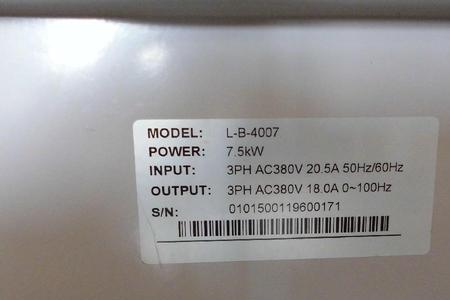 MODEL: L-B-4007
POWER: 7.5kW
INPUT: 3PH AC380V 20.5A 50Hz/60Hz
OUTPUT: 3PH AC380V 18.0A 0~100Hz
S/N: 0101500119600171